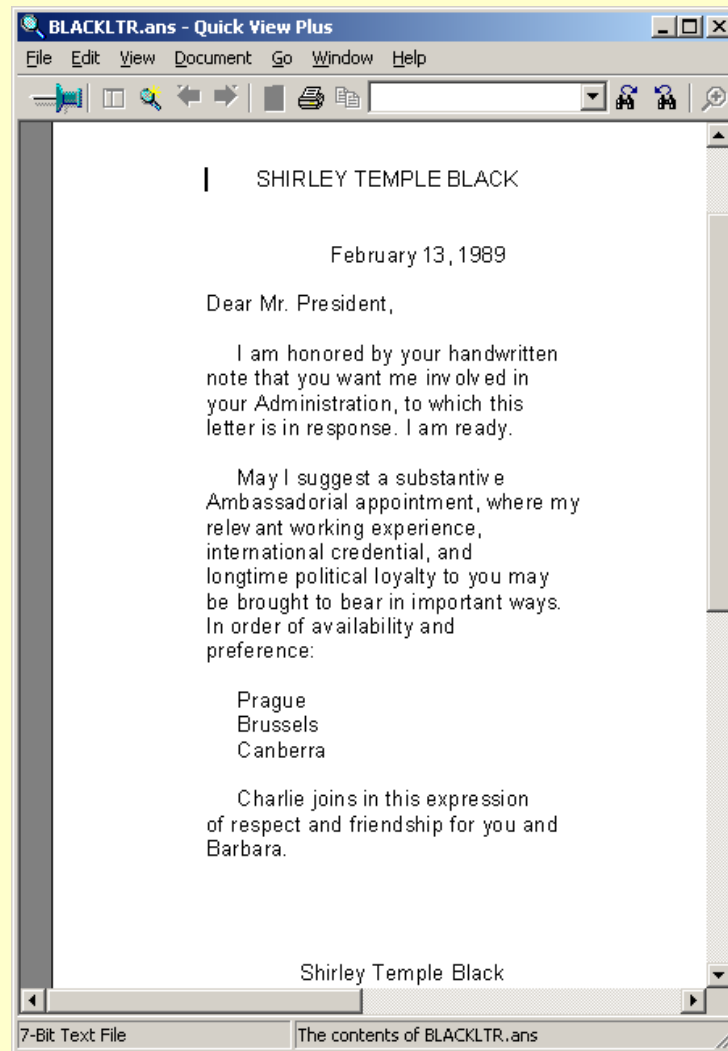 BLACKLTR.ans - Quick View Plus
File Edit View Document Go Window Help
SHIRLEY TEMPLE BLACK
February 13, 1989
Dear Mr. President,
I am honored by your handwritten
note that you want me involved in
your Administration, to which this
letter is in response. I am ready.
May I suggest a substantive
Ambassadorial appointment, where my
relevant working experience,
international credential, and
longtime political loyalty to you may
be brought to bear in important ways.
In order of availability and
preference:
Prague
Brussels
Canberra
Charlie joins in this expression
of respect and friendship for you and
Barbara.
Shirley Temple Black
7-Bit Text File The contents of BLACKLTR.ans